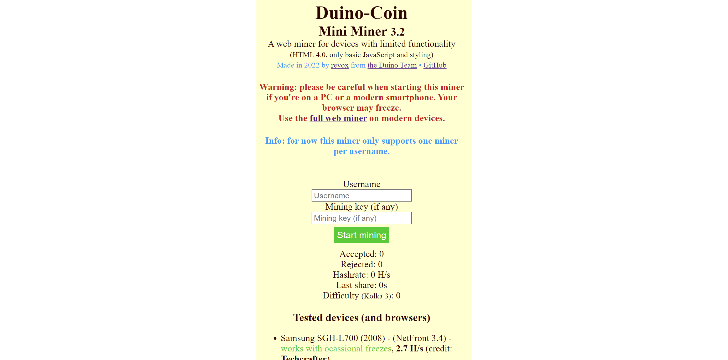 Duino-Coin
Mini Miner 3.2
A web miner for devices with limited functionality
(HTML 4.0, only basic JavaScript and styling)
Made in 2022 by revox from the Duino Team • GitHub
Warning: please be careful when starting this miner
if you're on a PC or a modern smartphone. Your
browser may freeze.
Use the full web miner on modern devices.
Info: for now this miner only supports one miner
per username.
Username
Username
Mining key (if any)
Mining key (if any)
Start mining
Accepted: 0
Rejected: 0
Hashrate: 0 H/s
Last share: 0s
Difficulty (Kolka 3): 0
Tested devices (and browsers)
• Samsung SGH-L700 (2008) - (NetFront 3.4) -
works with ocassional freezes, 2.7 H/s (credit:
Techcrafter)